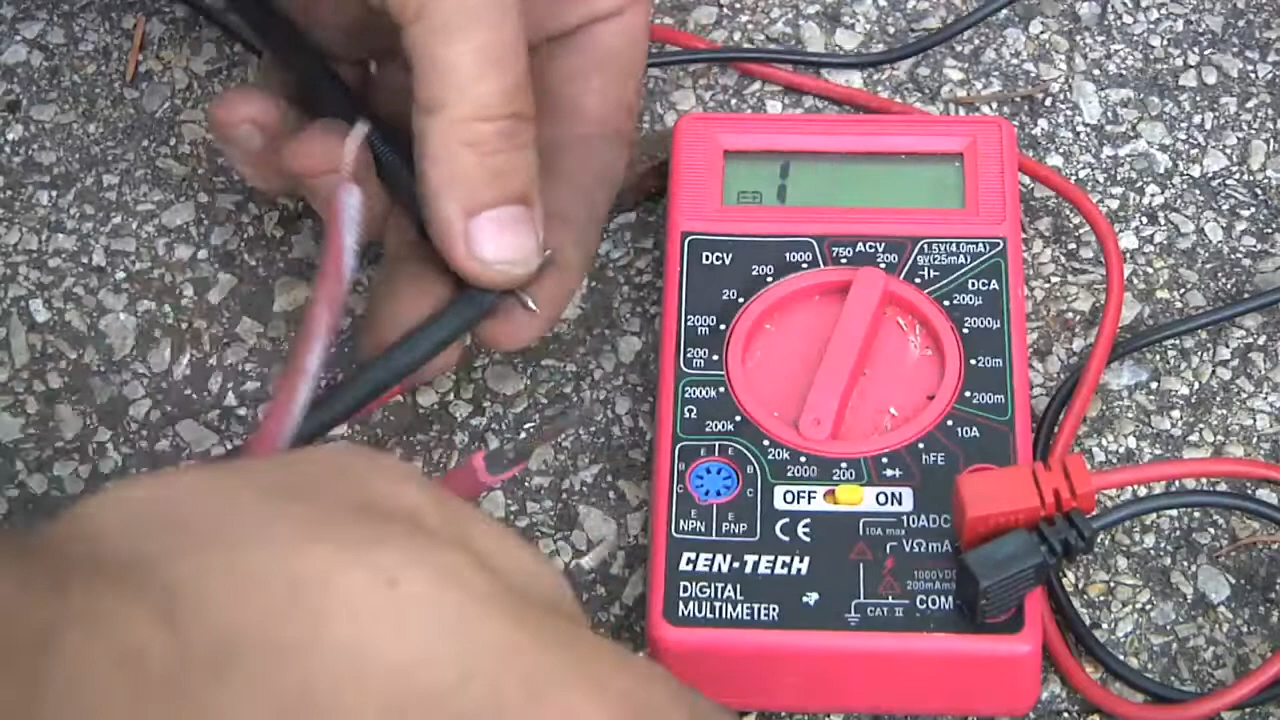 1
DCV
1000
200
20
2000
m
200
m
750
ACV
200
1.5V(4.0mA)
9V(25mA)
DCA
200µ
2000µ
20m
200m
10A
hFE
2000k
Ω
200k
20k
2000
200
OFF
ON
E E
B B
C C
E E
NPN PNP
CE
10ADC
10A max
VΩmA
1000VDC
200mAma
COM
CAT. II
CEN-TECH
DIGITAL
MULTIMETER